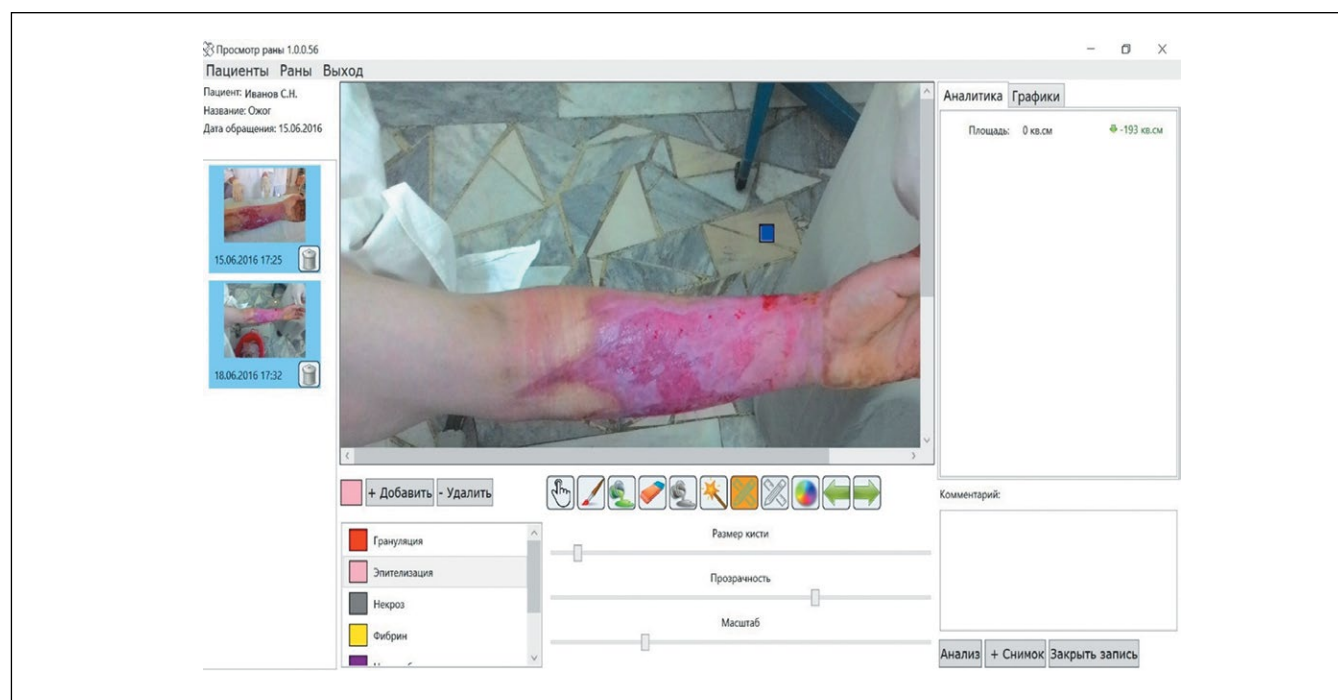 Просмотр раны 1.0.0.56
Пациенты Раны Выход
Пациент: Иванов С.Н.
Название: Ожог
Дата обращения: 15.06.2016
15.06.2016 17:25
18.06.2016 17:32
Аналитика Графики
Площадь: 0 кв.см -193 кв.см
+ Добавить - Удалить
Грануляция
Эпителизация
Некроз
Фибрин
Размер кисти
Прозрачность
Масштаб
Комментарий:
Анализ + Снимок Закрыть запись